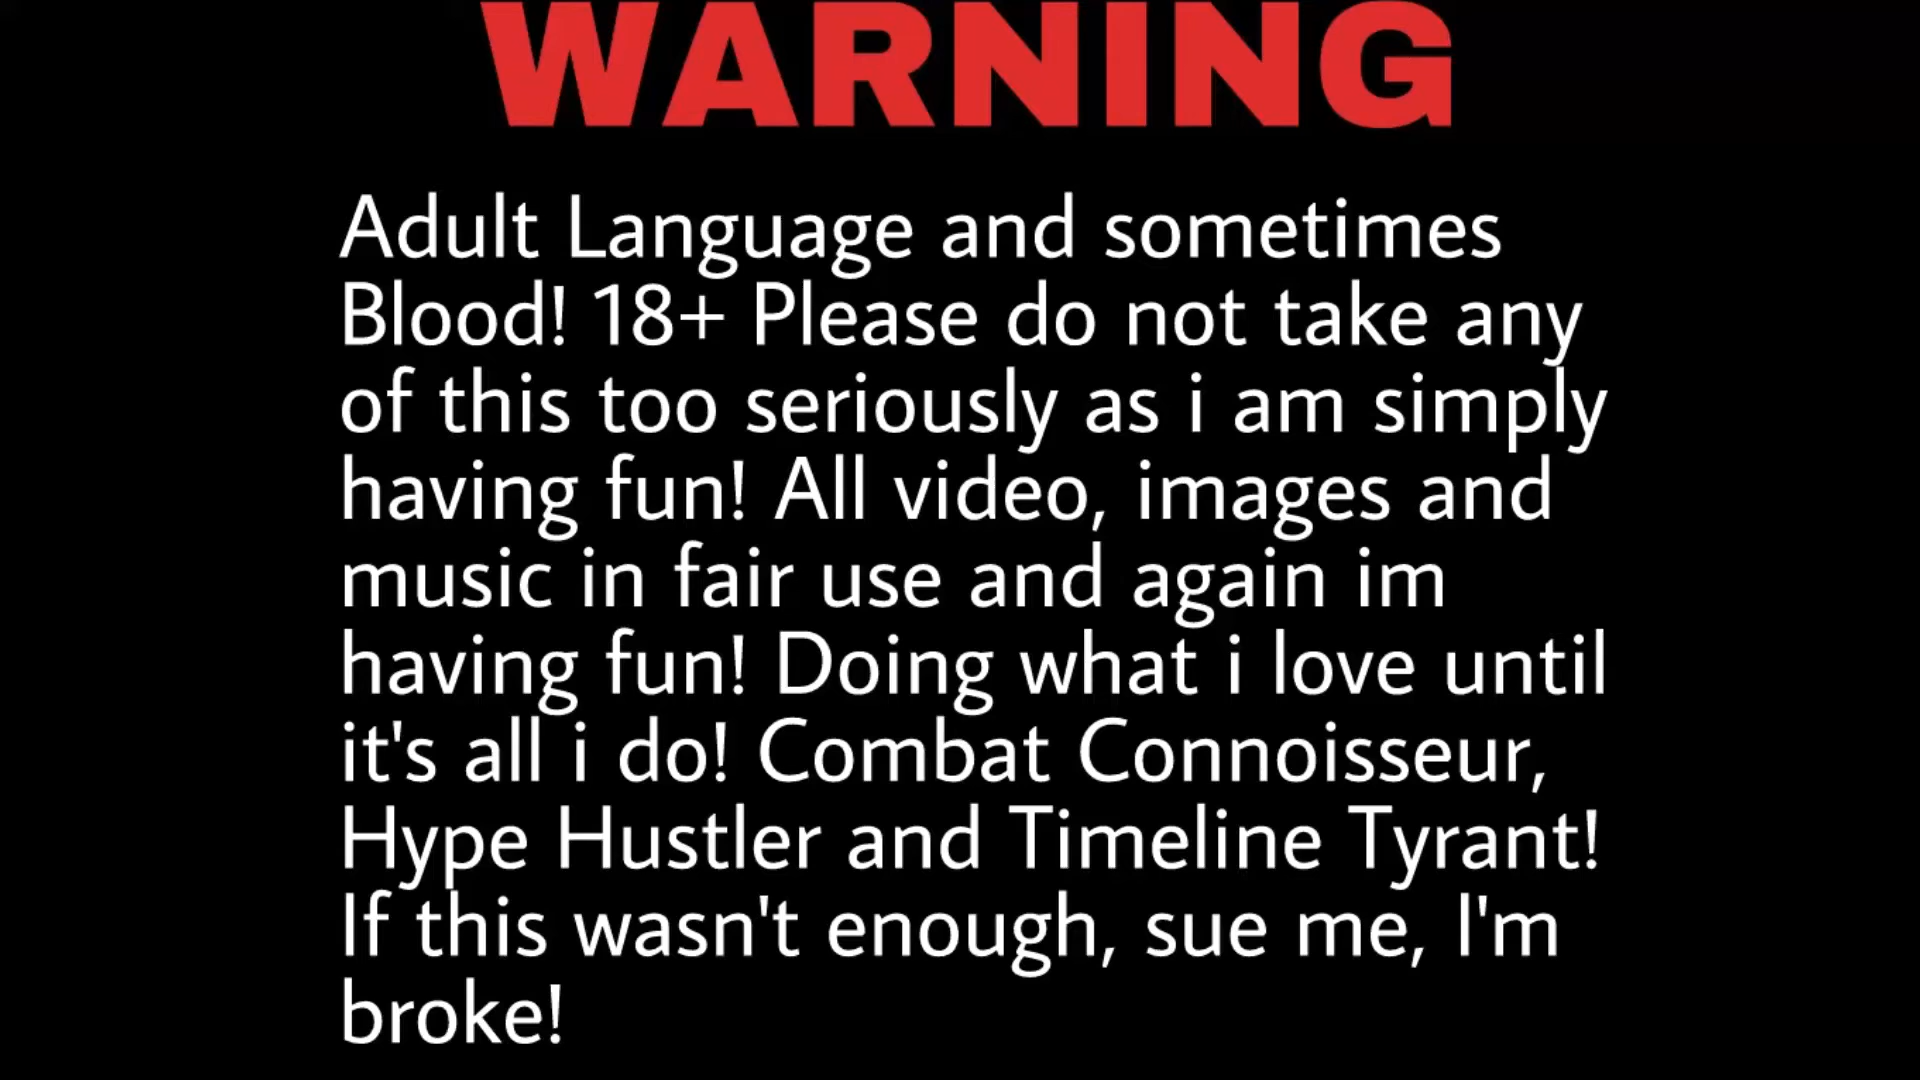 WARNING
Adult Language and sometimes
Blood! 18+ Please do not take any
of this too seriously as i am simply
having fun! All video, images and
music in fair use and again im
having fun! Doing what i love until
it's all i do! Combat Connoisseur,
Hype Hustler and Timeline Tyrant!
If this wasn't enough, sue me, I'm
broke!